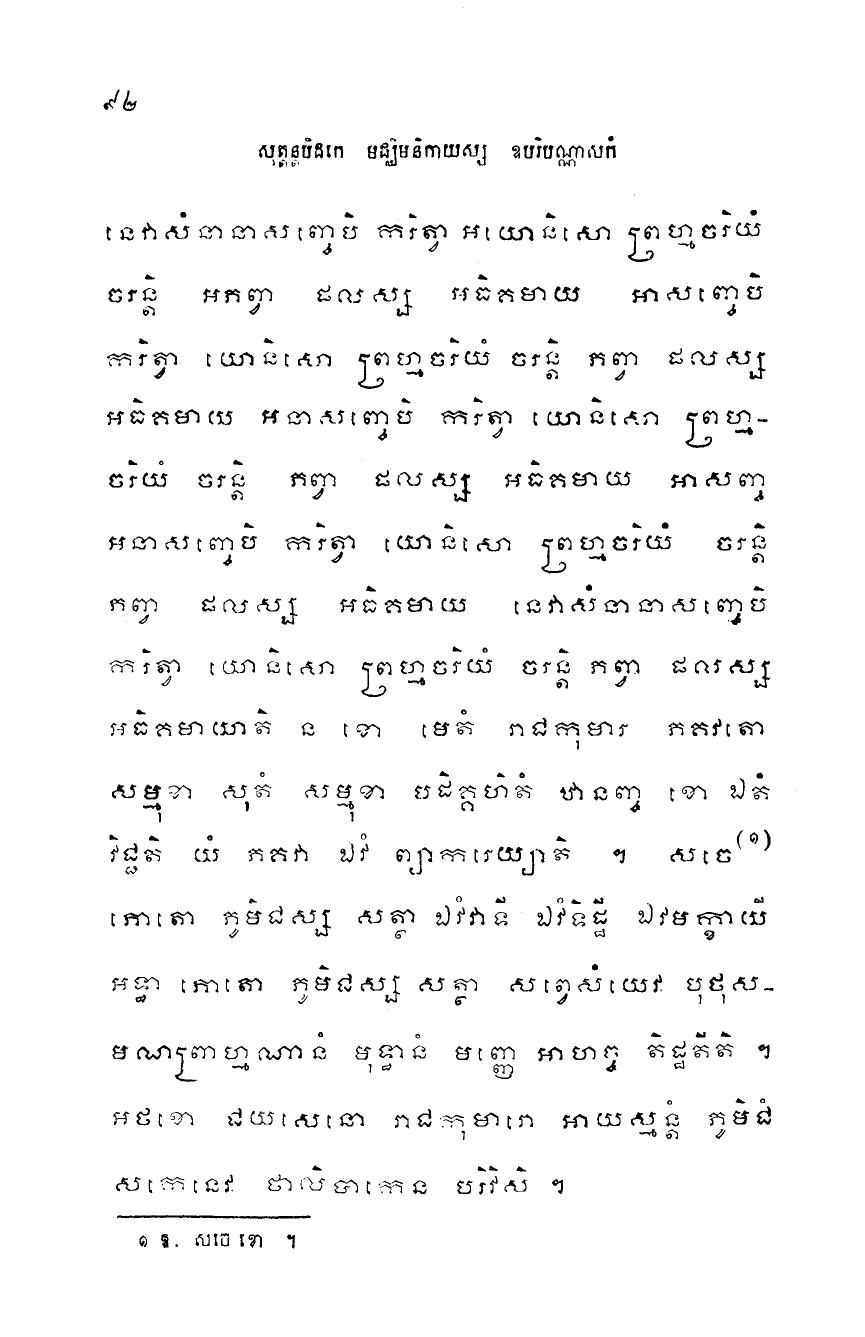 ៩២
សុត្តន្តបិដកេ មជ្ឈិមនិកាយស្ស ឧបរិបណ្ណាសកំ
នេវាសំនានាសញ្ចេបិ ករិត្វា អយោនិសោ ព្រហ្មចរិយំ
ចរន្តិ អភព្វា ផលស្ស អធិគមាយ អាសញ្ចេបិ
ករិត្វា យោនិសោ ព្រហ្មចរិយំ ចរន្តិ ភព្វា ផលស្ស
អធិគមាយ អនាសញ្ចេបិ ករិត្វា យោនិសោ ព្រហ្ម-
ចរិយំ ចរន្តិ ភព្វា ផលស្ស អធិគមាយ អាសញ្ច
អនាសញ្ចេបិ ករិត្វា យោនិសោ ព្រហ្មចរិយំ ចរន្តិ
ភព្វា ផលស្ស អធិគមាយ នេវាសំនានាសញ្ចេបិ
ករិត្វា យោនិសោ ព្រហ្មចរិយំ ចរន្តិ ភព្វា ផលស្ស
អធិគមាយាតិ ន ខោ មេតំ រាជកុមារ ភគវតោ
សម្មុខា សុតំ សម្មុខា បដិគ្គហិតំ ឋានញ្ច ខោ ឯតំ
វិជ្ជតិ យំ ភគវា ឯវំ ព្យាករេយ្យាតិ ។ សចេ(១)
ភោតោ ភូមិជស្ស សត្ថា ឯវំវាទី ឯវំទិដ្ឋី ឯវមក្ខាយី
អទ្ធា ភោតោ ភូមិជស្ស សត្ថា សព្វេសំយេវ បុថុស-
មណព្រាហ្មណានំ មុទ្ធានំ មញ្ញេ អាហច្ច តិដ្ឋតីតិ ។
អថខោ ជយសេនោ រាជកុមារោ អាយស្មន្តំ ភូមិជំ
សកេនេវ ថាលិបាកេន បរិវិសិ ។
១ ឱ. សចេ ខោ ។